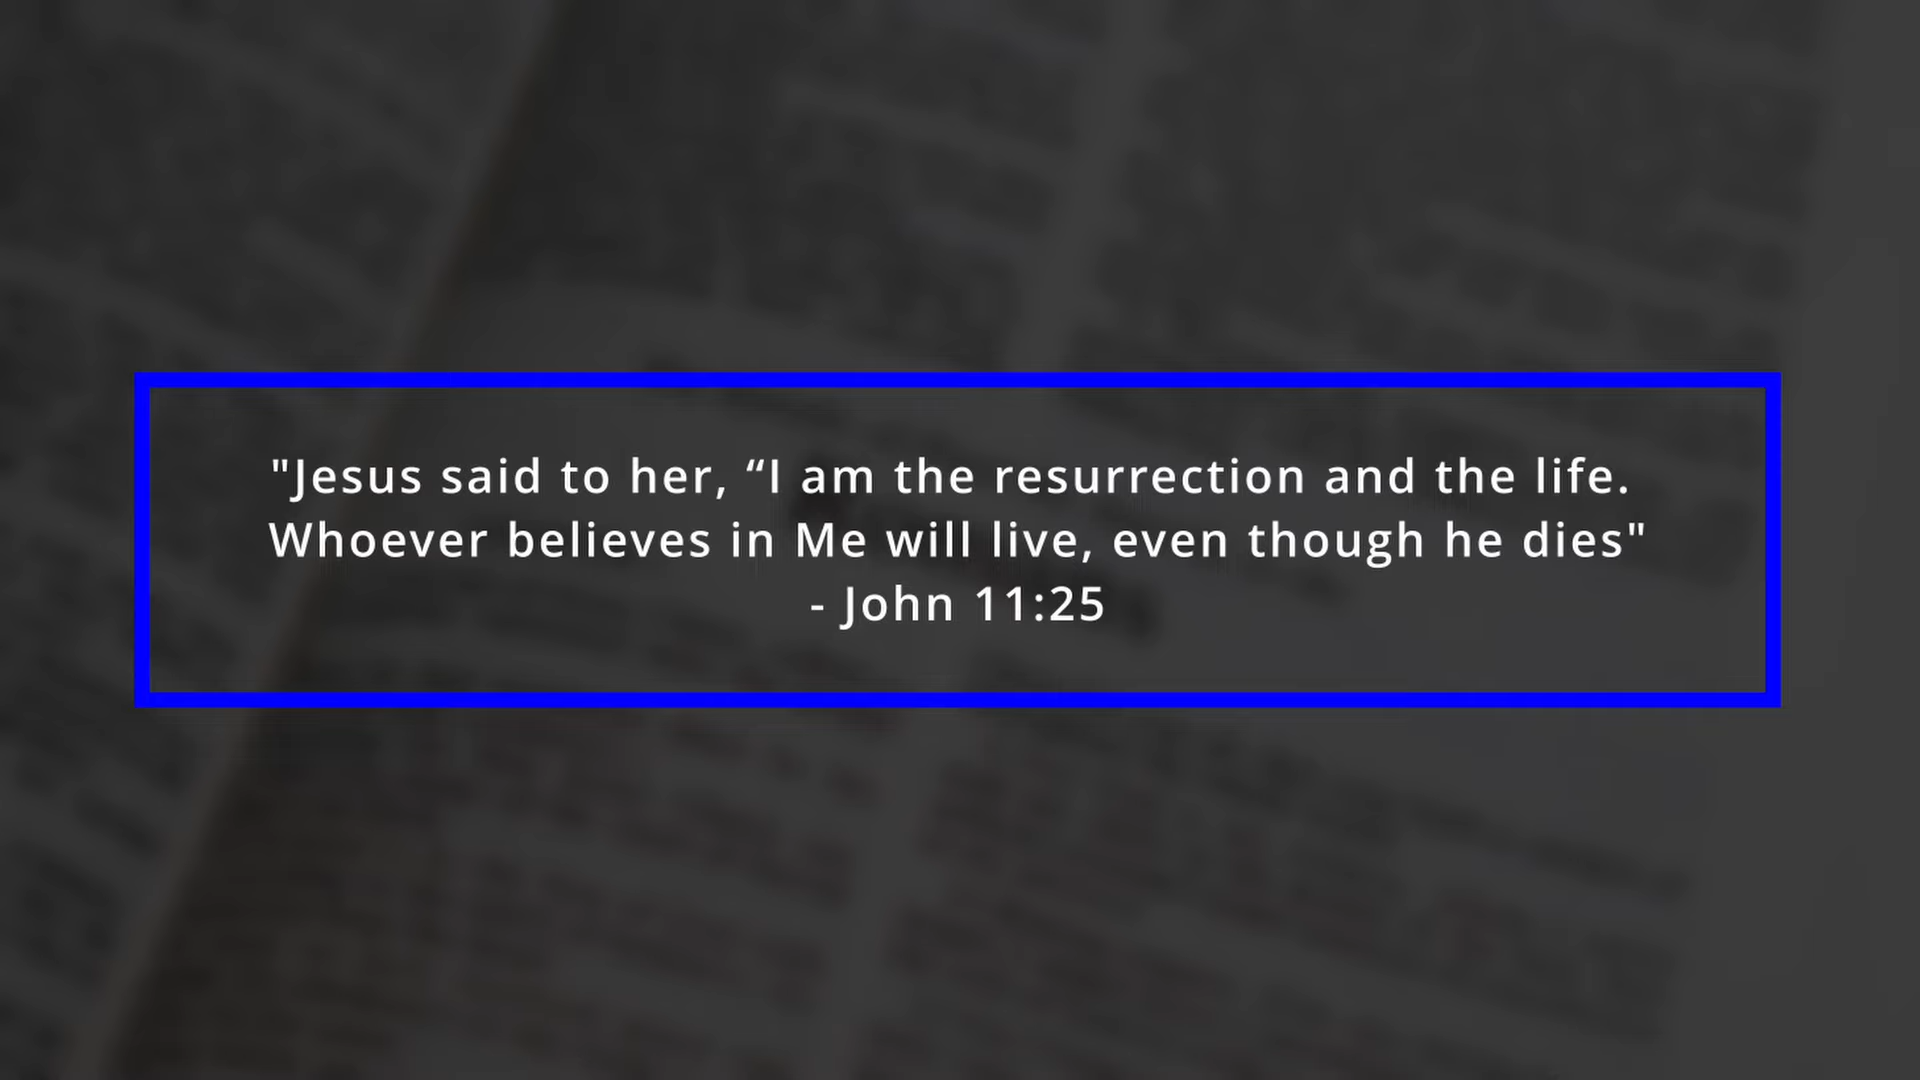 "Jesus said to her, “I am the resurrection and the life.
Whoever believes in Me will live, even though he dies"
- John 11:25